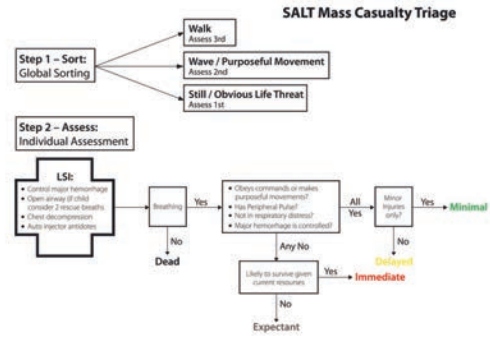 SALT Mass Casualty Triage
Step 1 – Sort:
Global Sorting
Walk
Assess 3rd
Wave / Purposeful Movement
Assess 2nd
Still / Obvious Life Threat
Assess 1st
Step 2 – Assess:
Individual Assessment
LSI:
• Control major hemorrhage
• Open airway (if child
consider 2 rescue breaths
• Chest decompression
• Auto injector antidotes
Breathing
Yes
No
Dead
• Obeys commands or makes
purposeful movements?
• Has Peripheral Pulse?
• Not in respiratory distress?
• Major hemorrhage is controlled?
All
Yes
Minor
Injuries
only?
Yes
Minimal
No
Delayed
Any No
Likely to survive given
current resourses
Yes
Immediate
No
Expectant